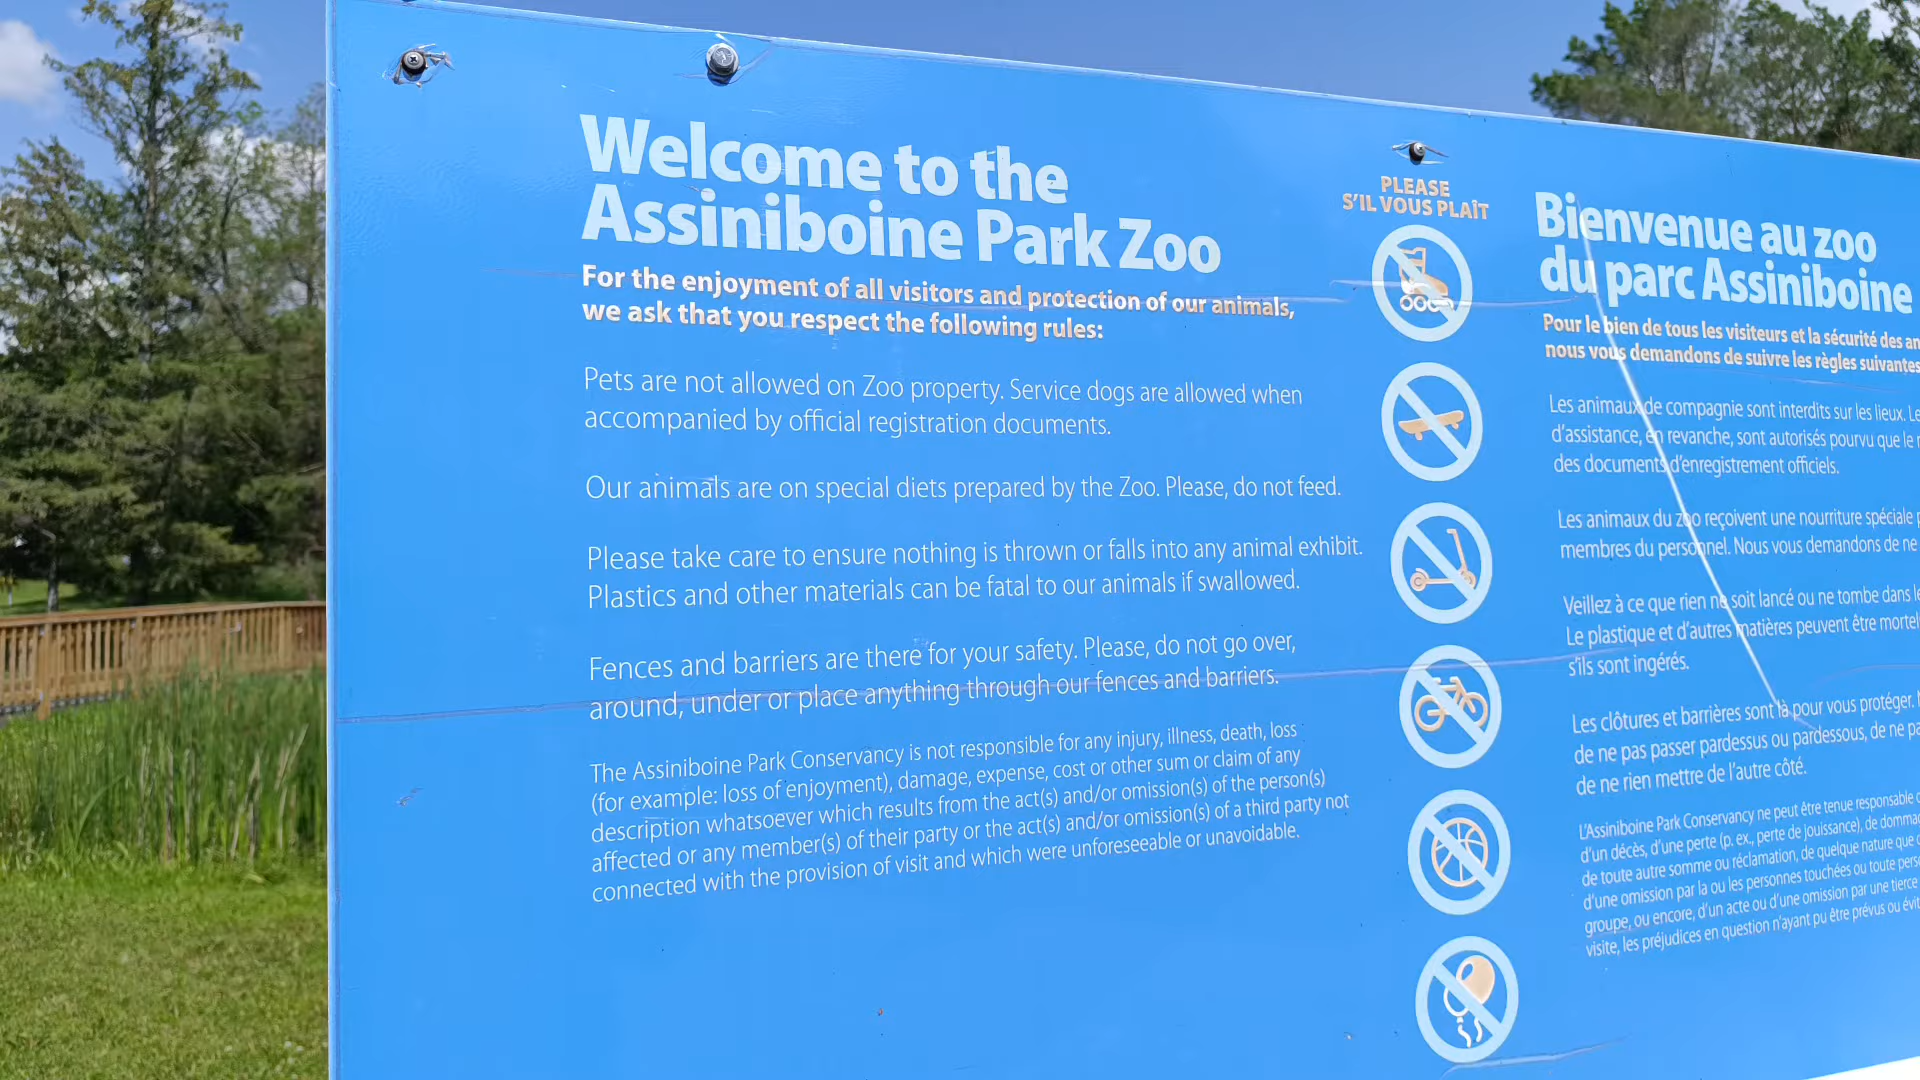 Welcome to the
Assiniboine Park Zoo
For the enjoyment of all visitors and protection of our animals,
we ask that you respect the following rules:
Pets are not allowed on Zoo property. Service dogs are allowed when
accompanied by official registration documents.
Our animals are on special diets prepared by the Zoo. Please, do not feed.
Please take care to ensure nothing is thrown or falls into any animal exhibit.
Plastics and other materials can be fatal to our animals if swallowed.
Fences and barriers are there for your safety. Please, do not go over,
around, under or place anything through our fences and barriers.
The Assiniboine Park Conservancy is not responsible for any injury, illness, death, loss
(for example: loss of enjoyment), damage, expense, cost or other sum or claim of any
description whatsoever which results from the act(s) and/or omission(s) of the person(s)
affected or any member(s) of their party or the act(s) and/or omission(s) of a third party not
connected with the provision of visit and which were unforeseeable or unavoidable.
PLEASE
S'IL VOUS PLAÎT
Bienvenue au zoo
du parc Assiniboine
Pour le bien de tous les visiteurs et la sécurité des
nous vous demandons de suivre les règles suivantes
Les animaux de compagnie sont interdits sur les lieux.
d'assistance, en revanche, sont autorisés pourvu que le
des documents d'enregistrement officiels.
Les animaux du zoo reçoivent une nourriture spéciale
membres du personnel. Nous vous demandons de ne
Veillez à ce que rien ne soit lancé ou ne tombe dans
Le plastique et d'autres matières peuvent être
s'ils sont ingérés.
Les clôtures et barrières sont là pour vous protéger.
de ne pas passer pardessus ou pardessous, de ne
de ne rien mettre de l'autre côté.
L'Assiniboine Park Conservancy ne peut être tenue responsable
d'un décès, d'une perte (p. ex., perte de jouissance), de
de toute autre somme ou réclamation, de quelque nature que
d'une omission par la ou les personnes touchées ou toute
groupe, ou encore, d'un acte ou d'une omission par une tierce
visite, les préjudices en question n'ayant pu être prévus ou